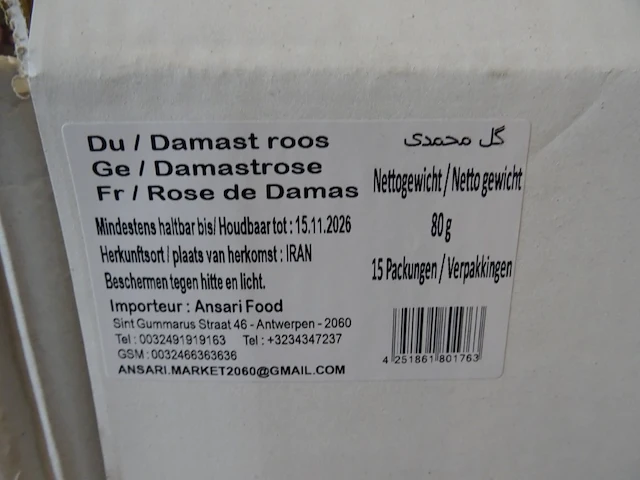 Du / Damast roos
Ge / Damastrose
Fr / Rose de Damas
Mindestens haltbar bis/ Houdbaar tot : 15.11.2026
Herkunftsort / plaats van herkomst : IRAN
Beschermen tegen hitte en licht.
Importeur : Ansari Food
Sint Gummarus Straat 46 - Antwerpen - 2060
Tel : 0032491919163 Tel : +3234347237
GSM : 0032466363636
ANSARI.MARKET2060@GMAIL.COM
گل محمدی
Nettogewicht / Netto gewicht
80 g
15 Packungen / Verpakkingen
4 251861 801763